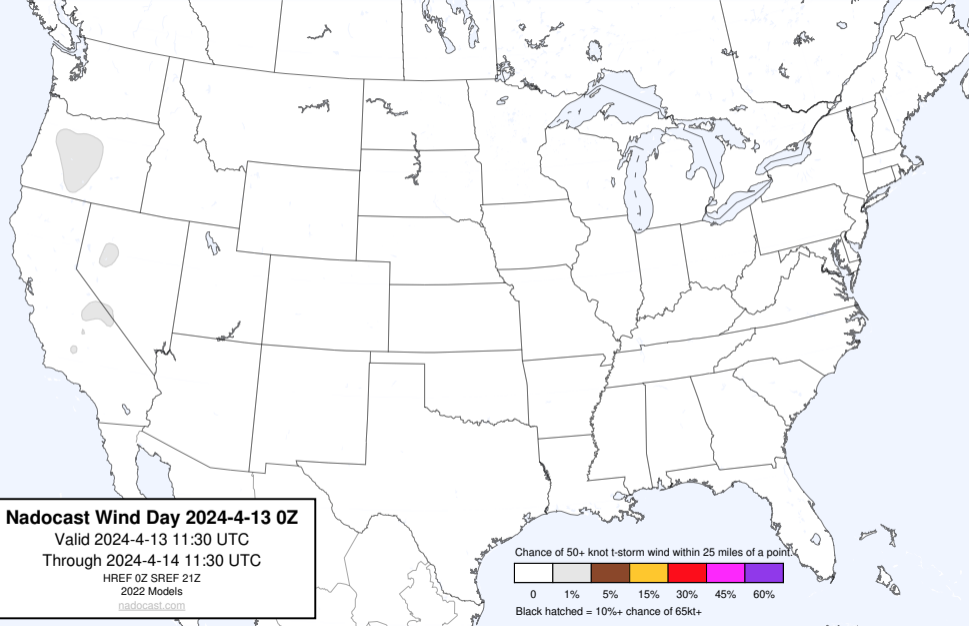 Nadocast Wind Day 2024-4-13 0Z
Valid 2024-4-13 11:30 UTC
Through 2024-4-14 11:30 UTC
HREF 0Z SREF 21Z
2022 Models
nadocast.com
Chance of 50+ knot t-storm wind within 25 miles of a point.
0 1% 5% 15% 30% 45% 60%
Black hatched = 10%+ chance of 65kt+